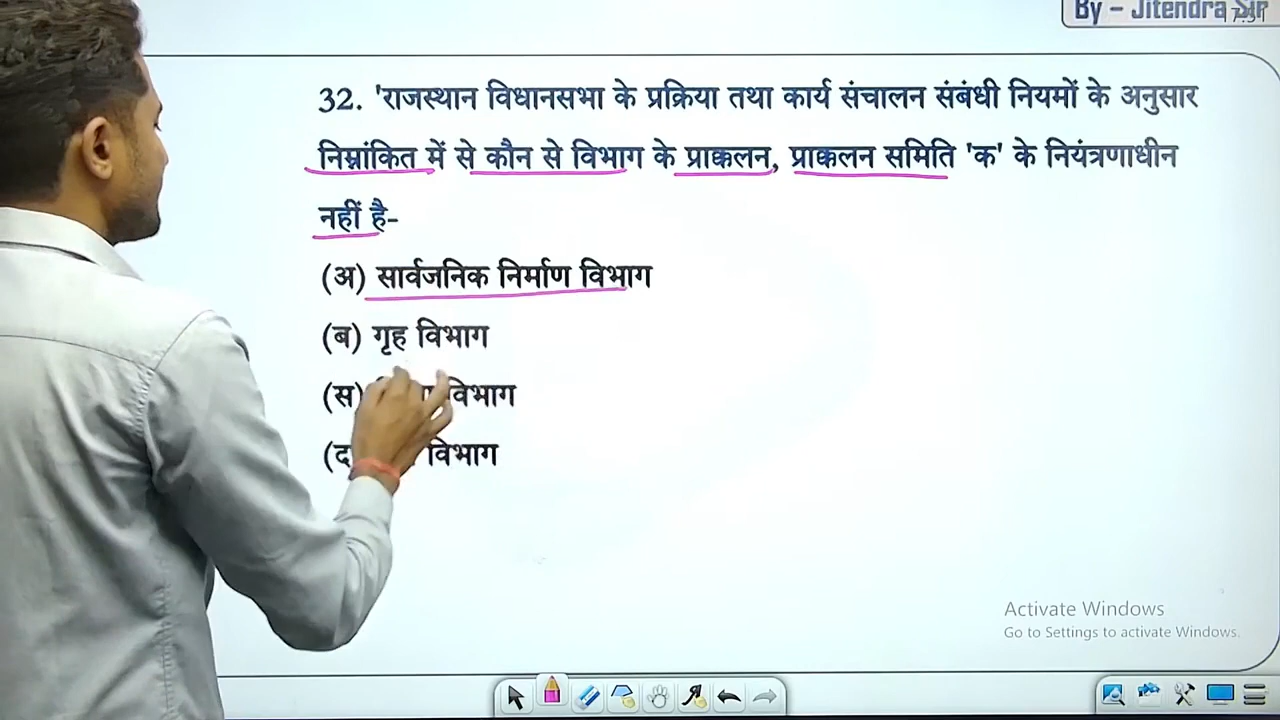 By – Jitendra Sir
32. 'राजस्थान विधानसभा के प्रक्रिया तथा कार्य संचालन संबंधी नियमों के अनुसार
निम्नांकित में से कौन से विभाग के प्राक्कलन, प्राक्कलन समिति 'क' के नियंत्रणाधीन
नहीं है-
(अ) सार्वजनिक निर्माण विभाग
(ब) गृह विभाग
(स) विभाग
(द विभाग
Activate Windows
Go to Settings to activate Windows.